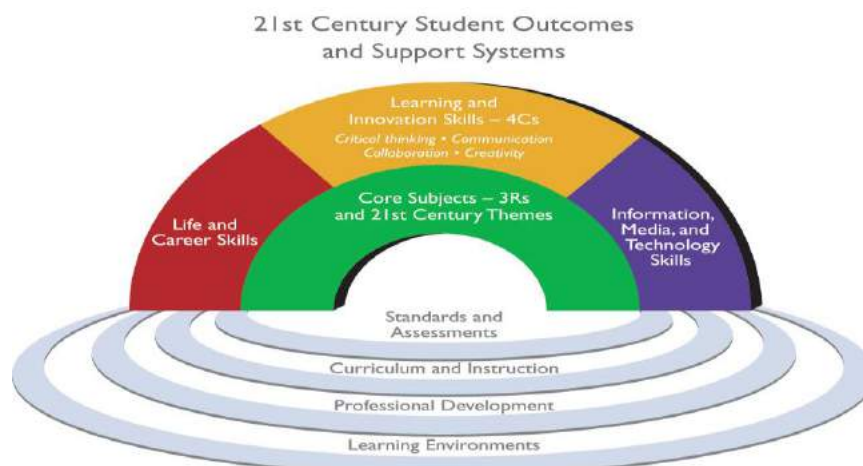 21st Century Student Outcomes
and Support Systems
Learning and
Innovation Skills – 4Cs
Critical thinking • Communication
Collaboration • Creativity
Core Subjects – 3Rs
and 21st Century Themes
Life and
Career Skills
Information,
Media, and
Technology
Skills
Standards and
Assessments
Curriculum and Instruction
Professional Development
Learning Environments